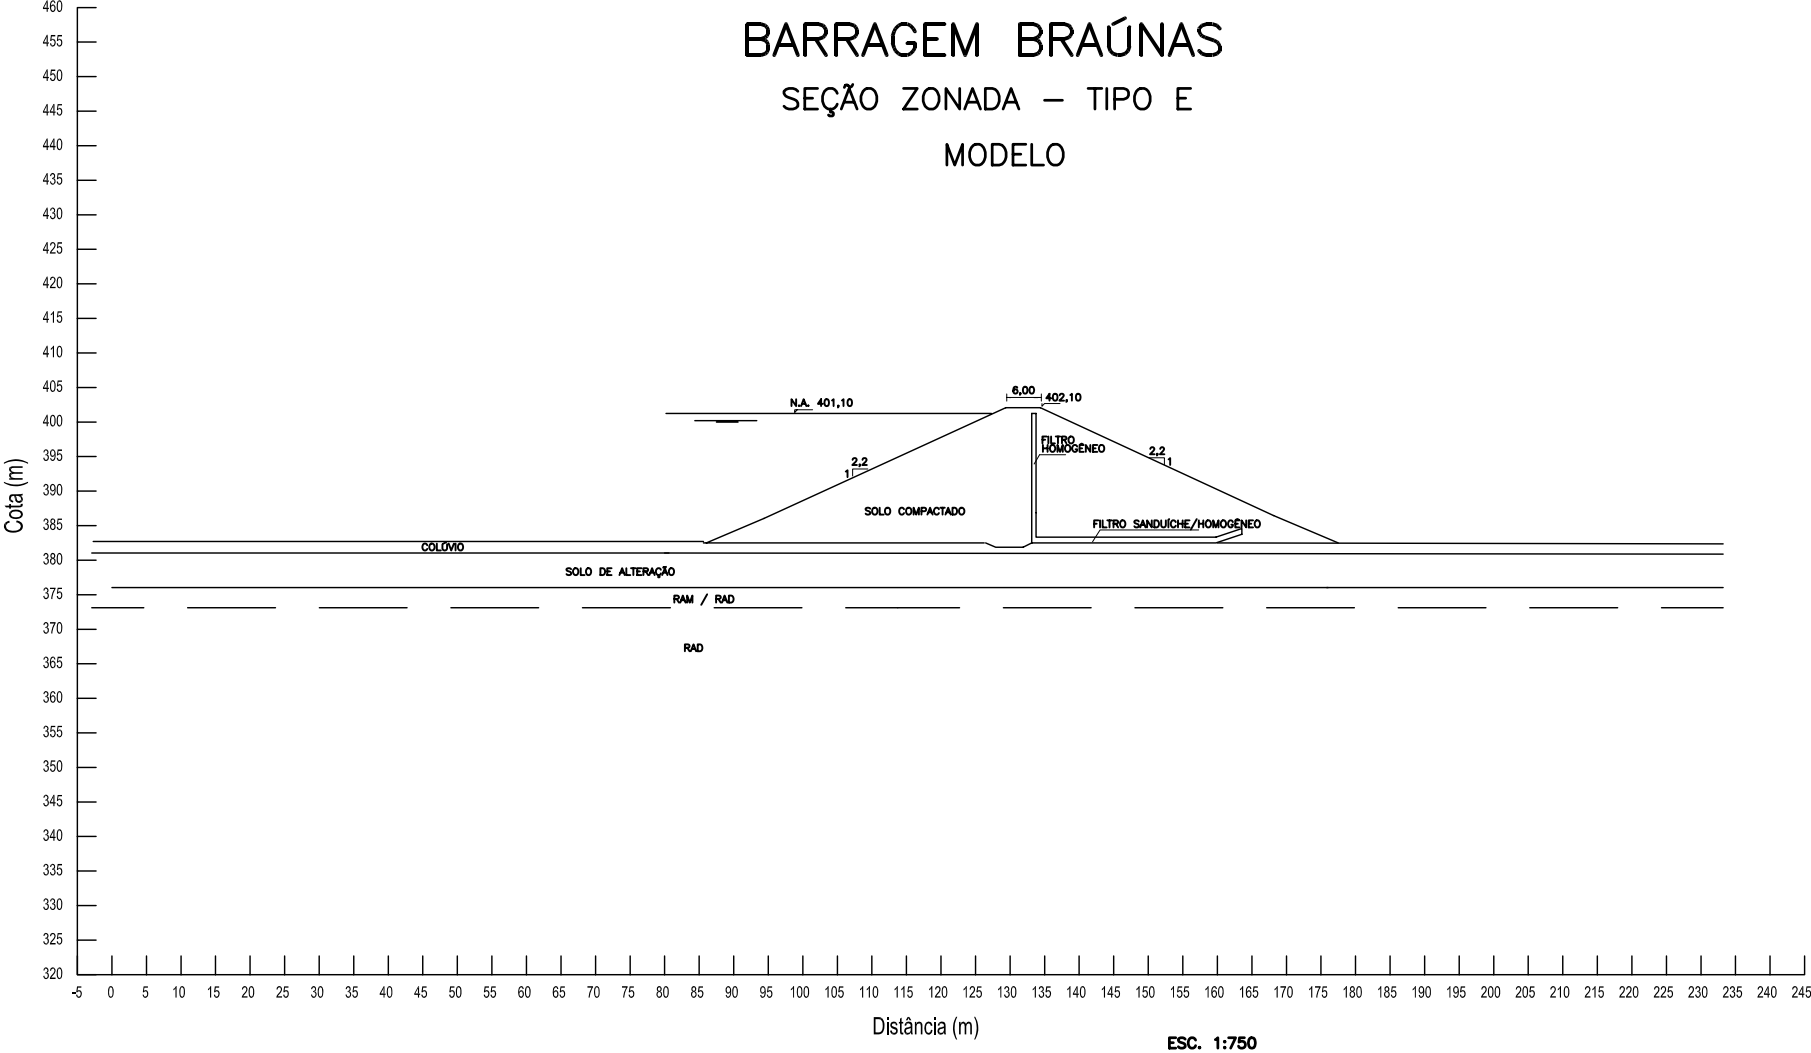 BARRAGEM BRAÚNAS
SEÇÃO ZONADA – TIPO E
MODELO
460
455
450
445
440
435
430
425
420
415
410
405
400
395
390
385
380
375
370
365
360
355
350
345
340
335
330
325
320
Cota (m)
6,00
402,10
N.A. 401,10
FILTRO
HOMOGÊNEO
2,2
1
2,2
1
SOLO COMPACTADO
FILTRO SANDUÍCHE/HOMOGÊNEO
COLÚVIO
SOLO DE ALTERAÇÃO
RAM / RAD
RAD
-5 0 5 10 15 20 25 30 35 40 45 50 55 60 65 70 75 80 85 90 95 100 105 110 115 120 125 130 135 145 145 150 155 160 165 170 175 180 185 190 195 200 205 210 215 220 225 230 235 240 245
Distância (m)
ESC. 1:750